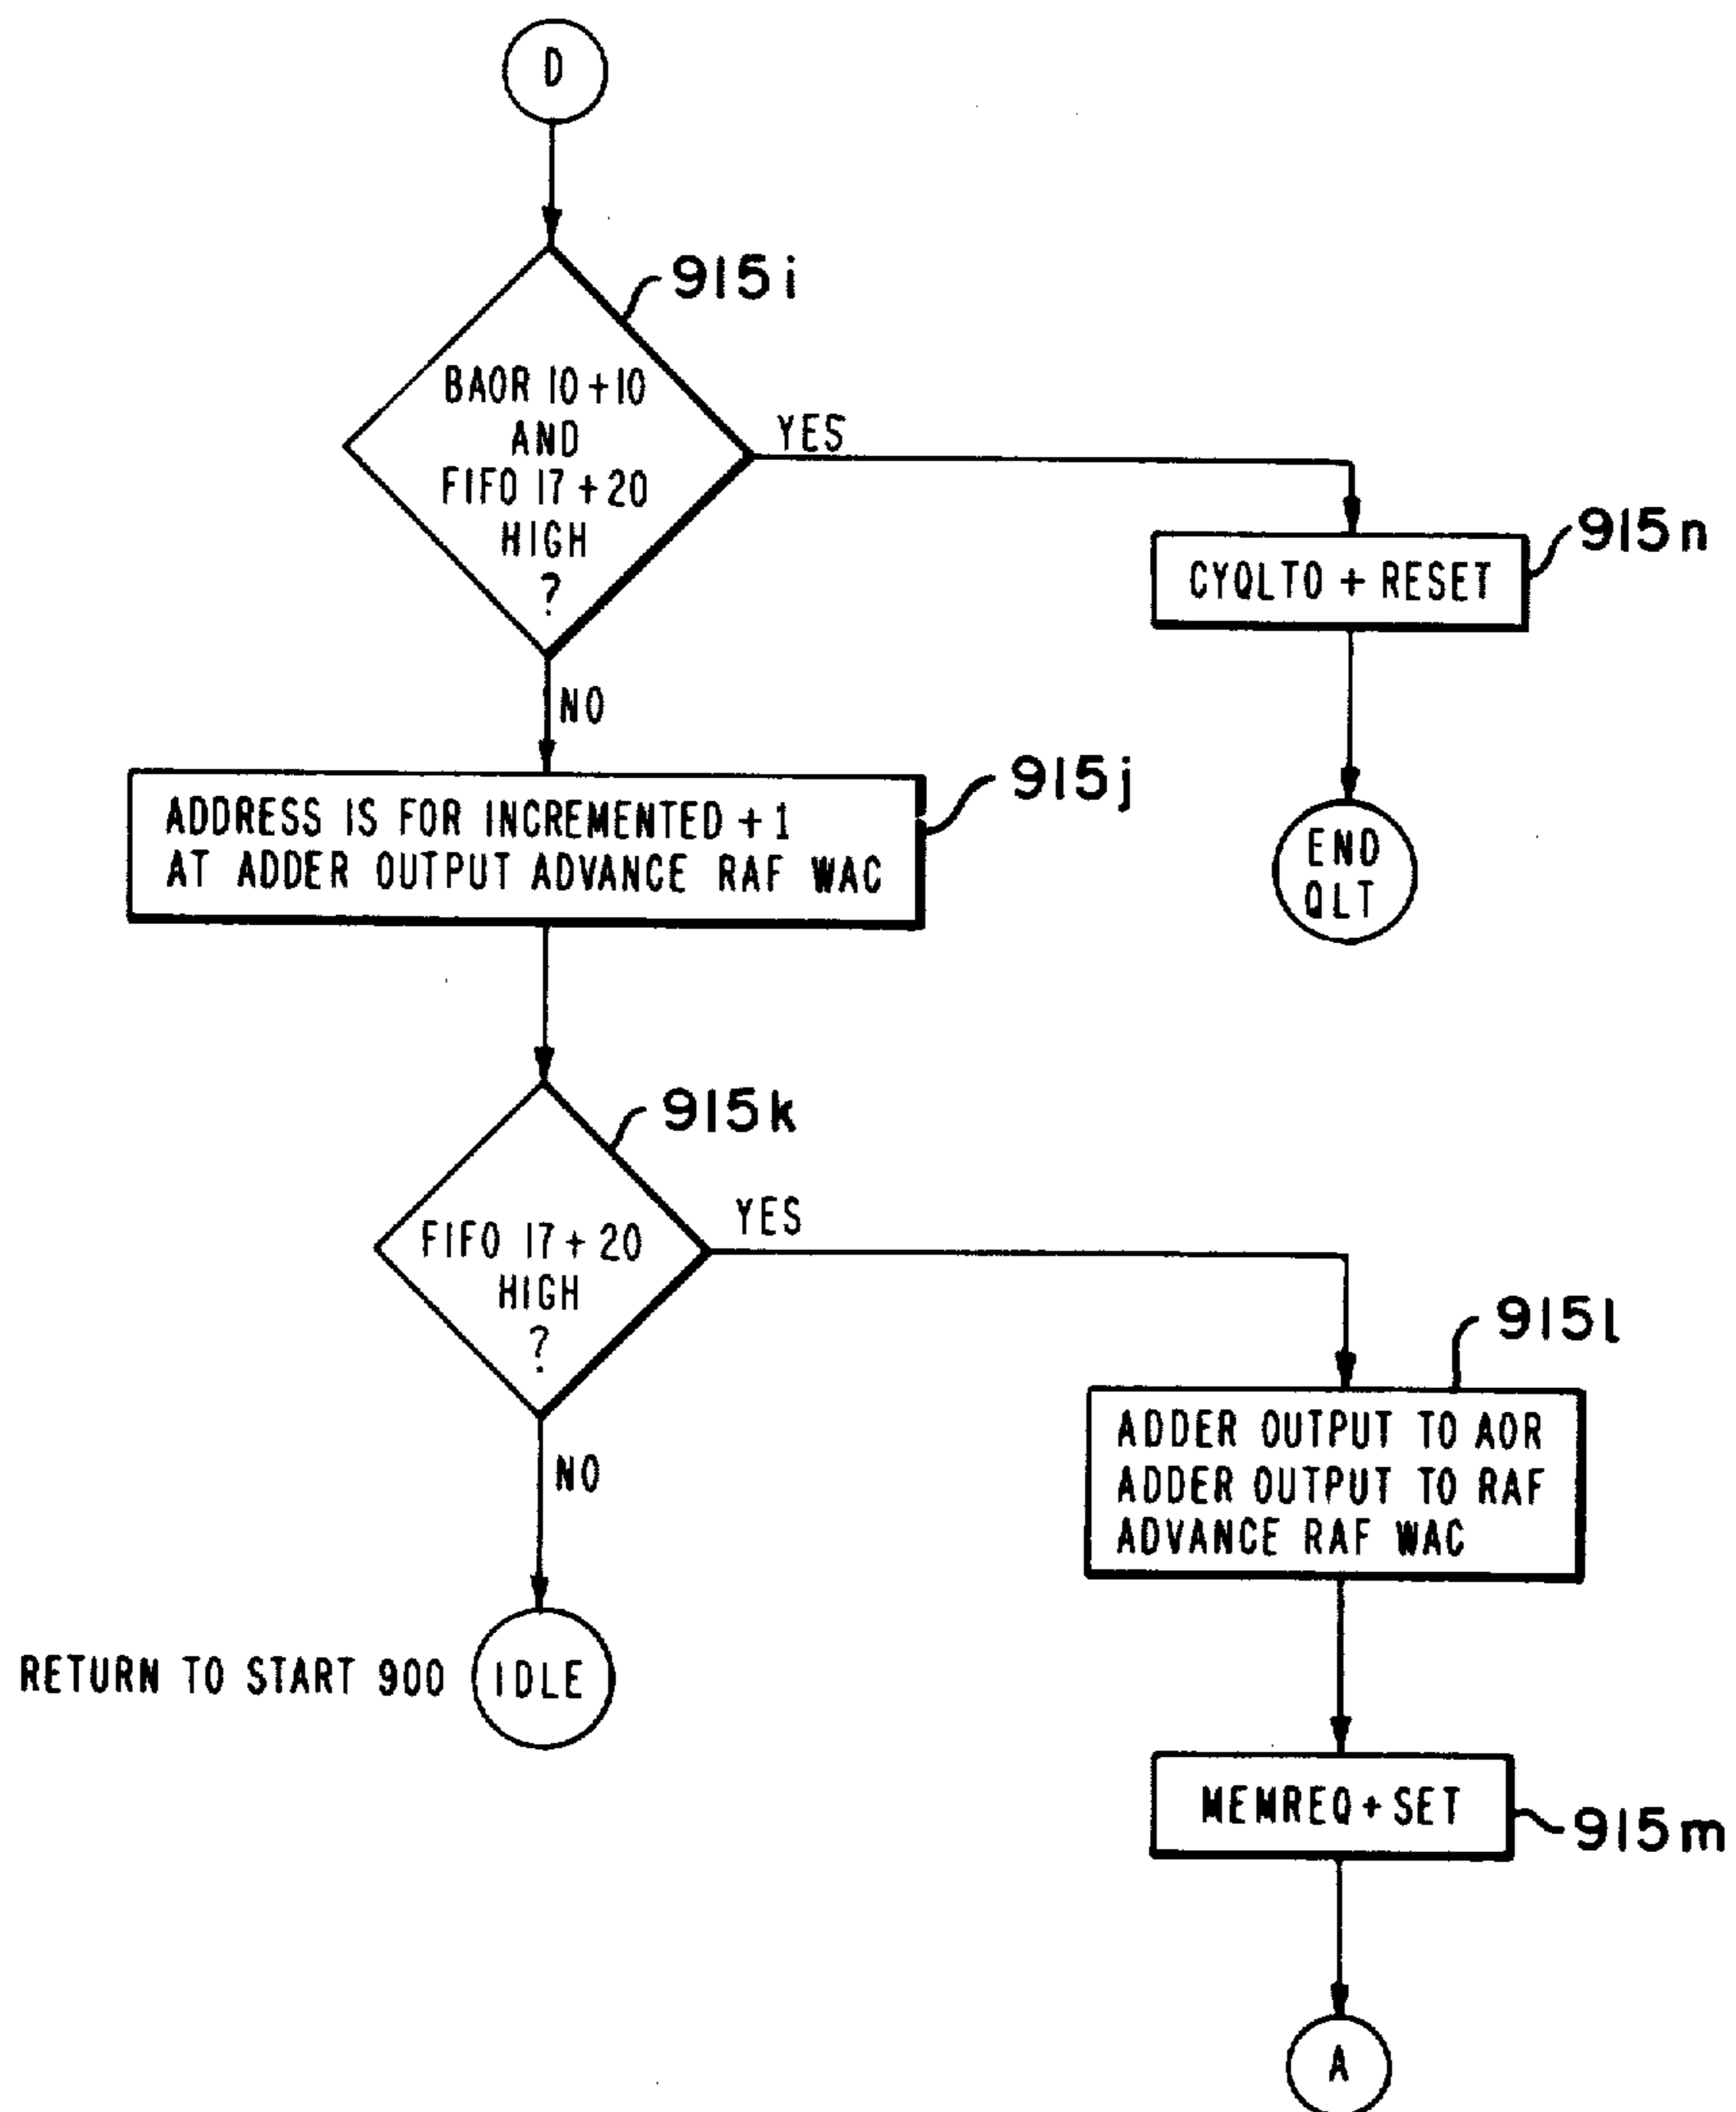 D
915i
BAOR 10+10
AND
FIFO 17+20
HIGH
?
YES
NO
CYQLTO + RESET
915n
END
QLT
915j
ADDRESS IS FOR INCREMENTED +1
AT ADDER OUTPUT ADVANCE RAF WAC
915k
FIFO 17+20
HIGH
?
YES
NO
915l
ADDER OUTPUT TO AOR
ADDER OUTPUT TO RAF
ADVANCE RAF WAC
RETURN TO START 900
IDLE
MEMREQ+SET
915m
A